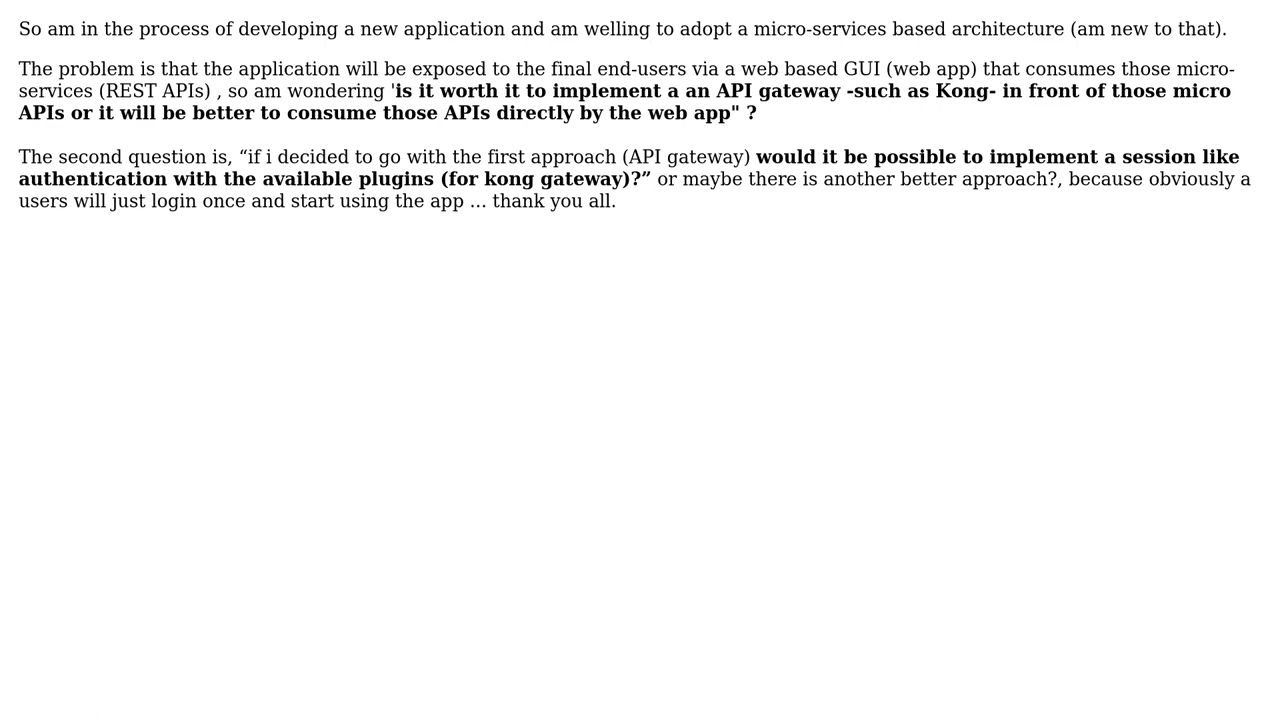 So am in the process of developing a new application and am welling to adopt a micro-services based architecture (am new to that).
The problem is that the application will be exposed to the final end-users via a web based GUI (web app) that consumes those micro-
services (REST APIs) , so am wondering 'is it worth it to implement a an API gateway -such as Kong- in front of those micro
APIs or it will be better to consume those APIs directly by the web app" ?
The second question is, “if i decided to go with the first approach (API gateway) would it be possible to implement a session like
authentication with the available plugins (for kong gateway)?” or maybe there is another better approach?, because obviously a
users will just login once and start using the app ... thank you all.